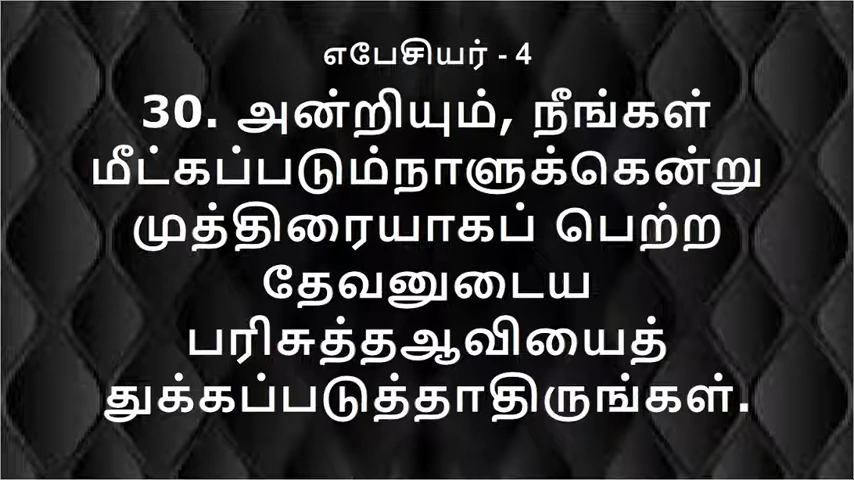 எபேசியர் - 4
30. அன்றியும், நீங்கள்
மீட்கப்படும்நாளுக்கென்று
முத்திரையாகப் பெற்ற
தேவனுடைய
பரிசுத்தஆவியைத்
துக்கப்படுத்தாதிருங்கள்.